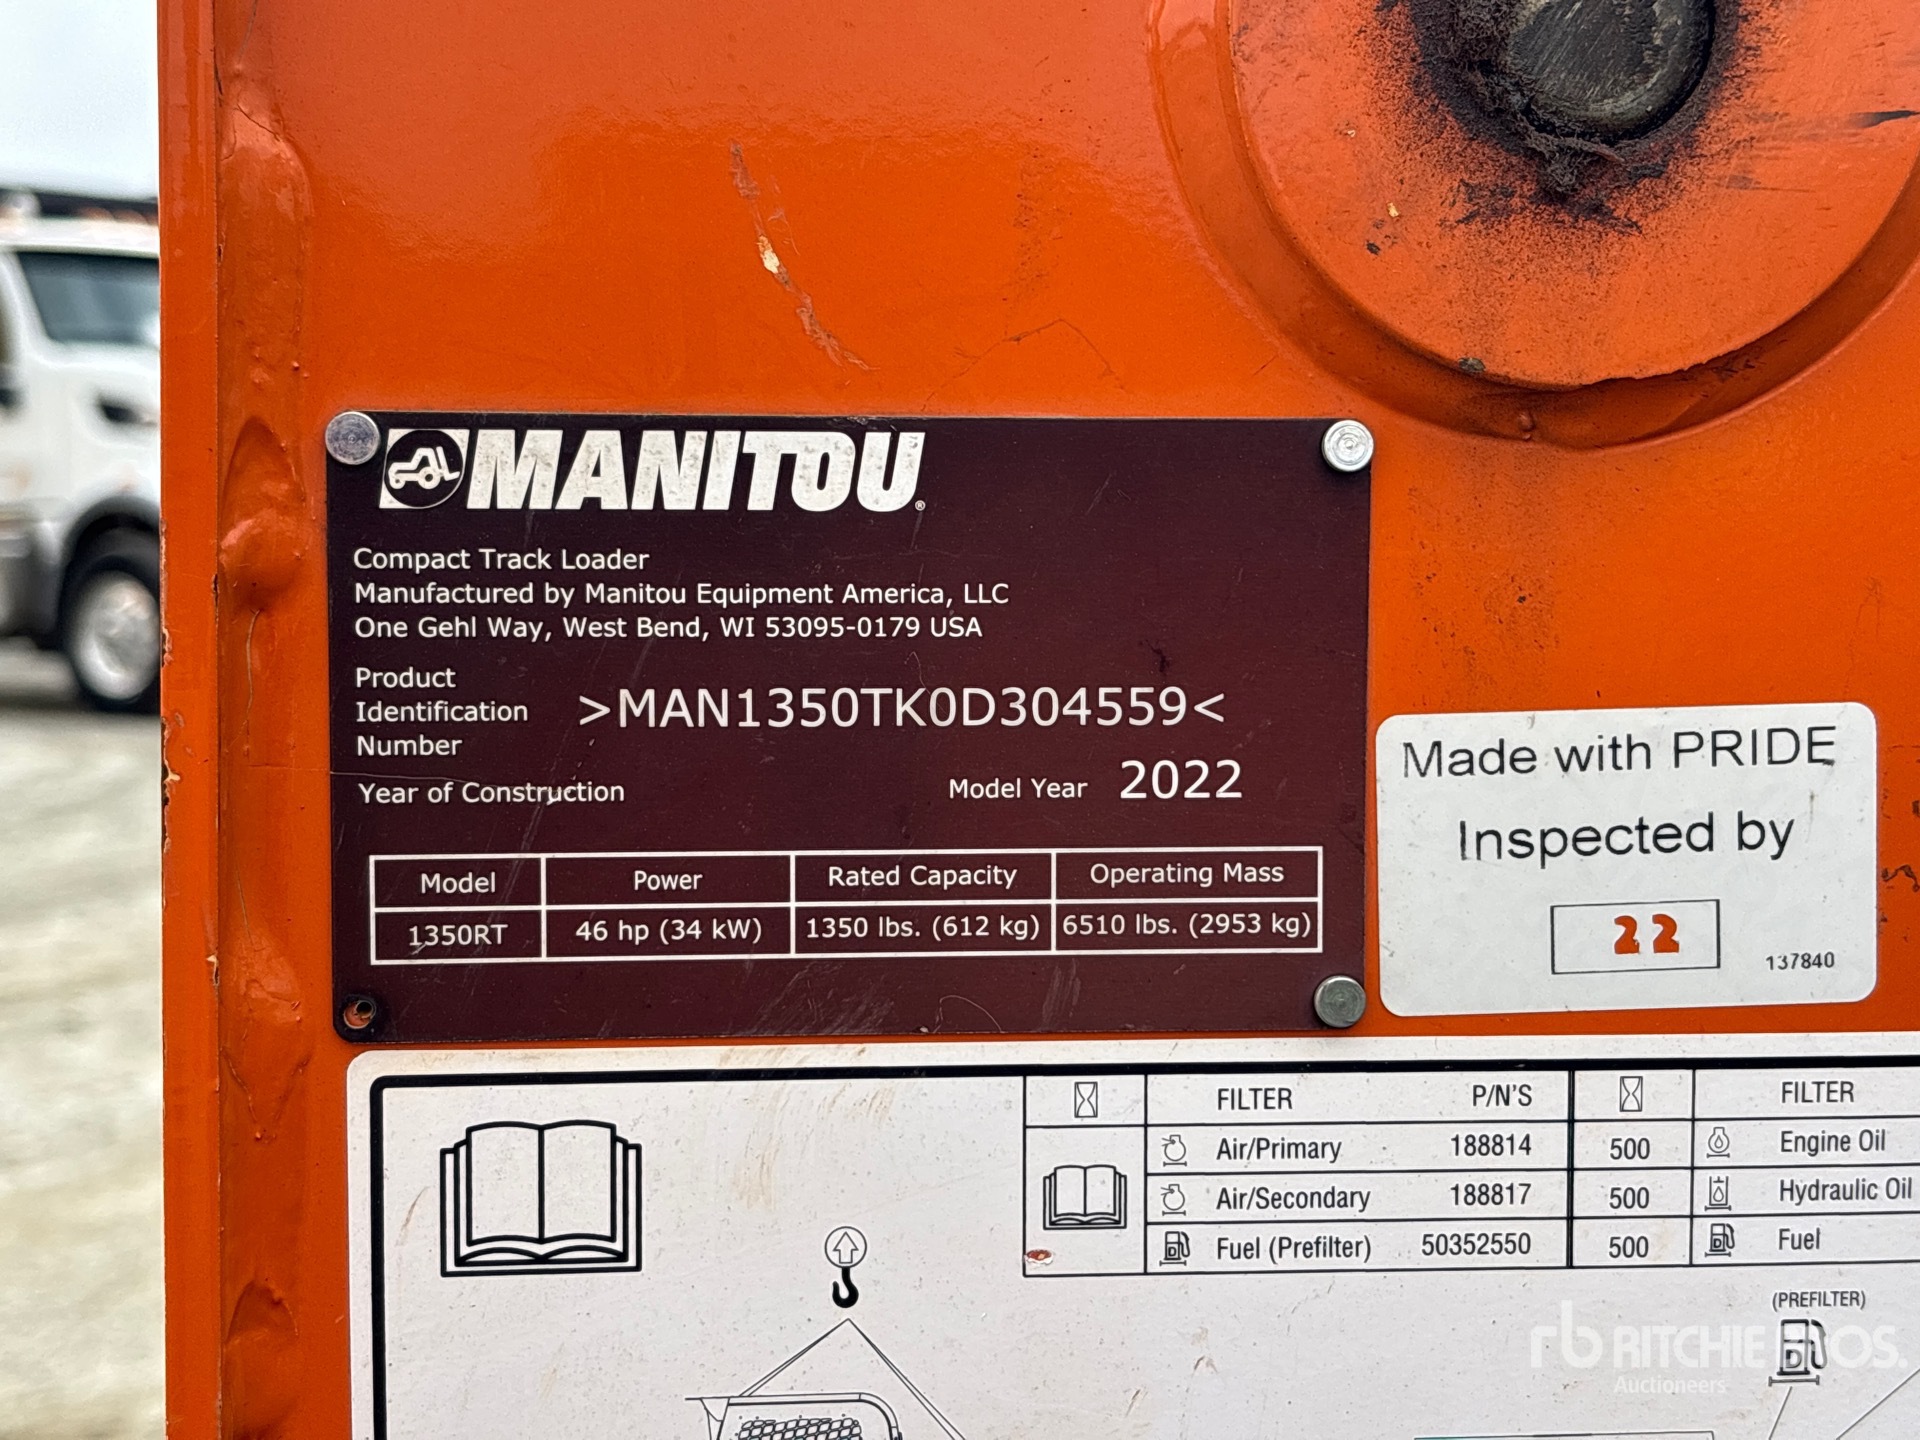 MANITOU®
Compact Track Loader
Manufactured by Manitou Equipment America, LLC
One Gehl Way, West Bend, WI 53095-0179 USA
Product
Identification
Number
>MAN1350TK0D304559<
Year of Construction
Model Year 2022
Model Power Rated Capacity Operating Mass
1350RT 46 hp (34 kW) 1350 lbs. (612 kg) 6510 lbs. (2953 kg)
Made with PRIDE
Inspected by
22
137840
FILTER P/N'S FILTER
Air/Primary 188814 500 Engine Oil
Air/Secondary 188817 500 Hydraulic Oil
Fuel (Prefilter) 50352550 500 Fuel
(PREFILTER)
D
rb RITCHIE BROS.
Auctioneers